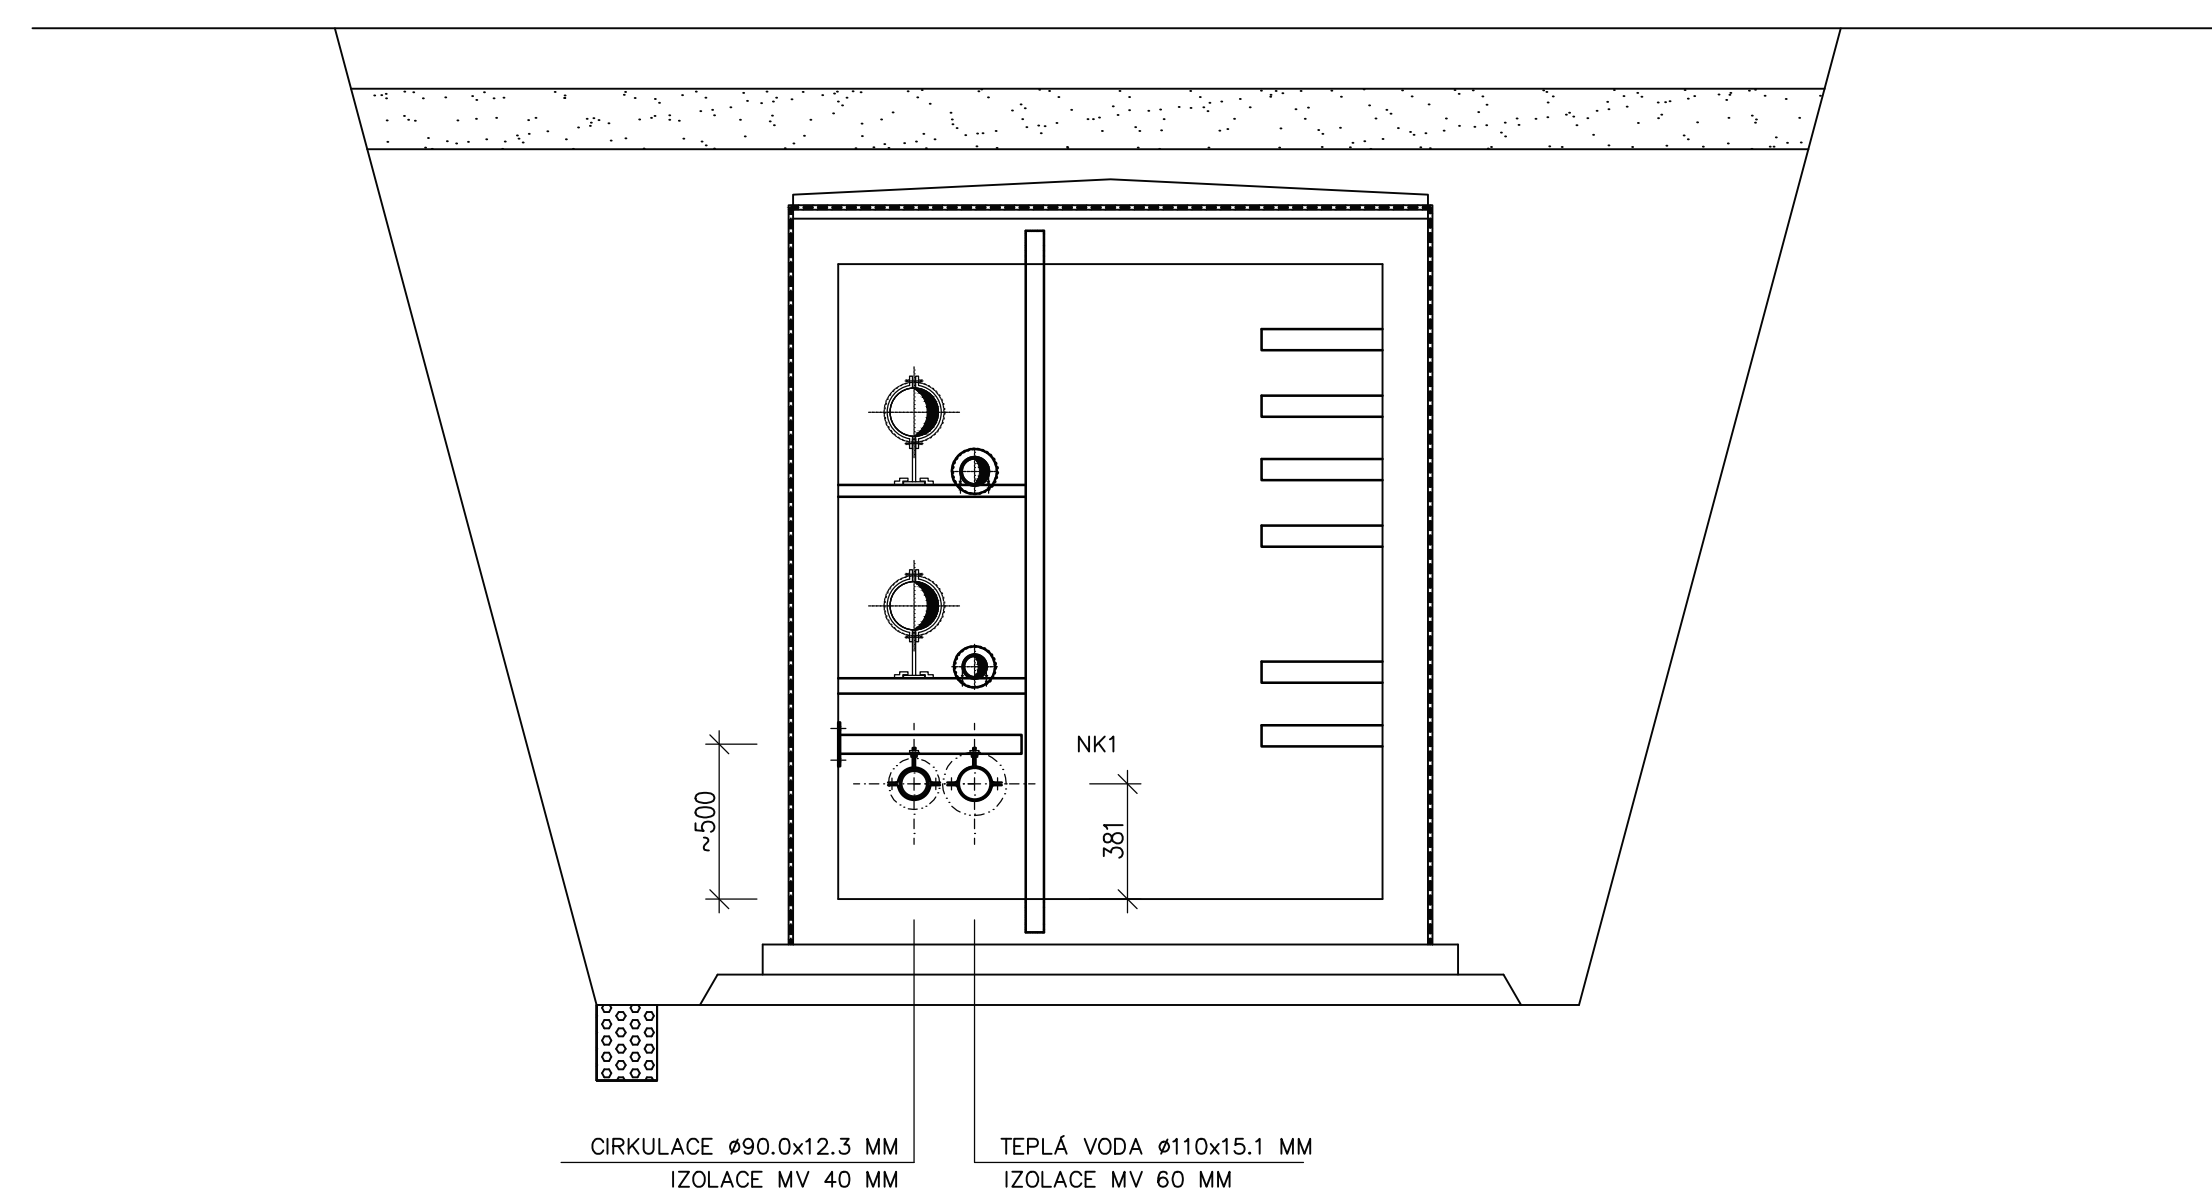 NK1
~500
381
CIRKULACE ø90.0x12.3 MM
IZOLACE MV 40 MM
TEPLÁ VODA ø110x15.1 MM
IZOLACE MV 60 MM